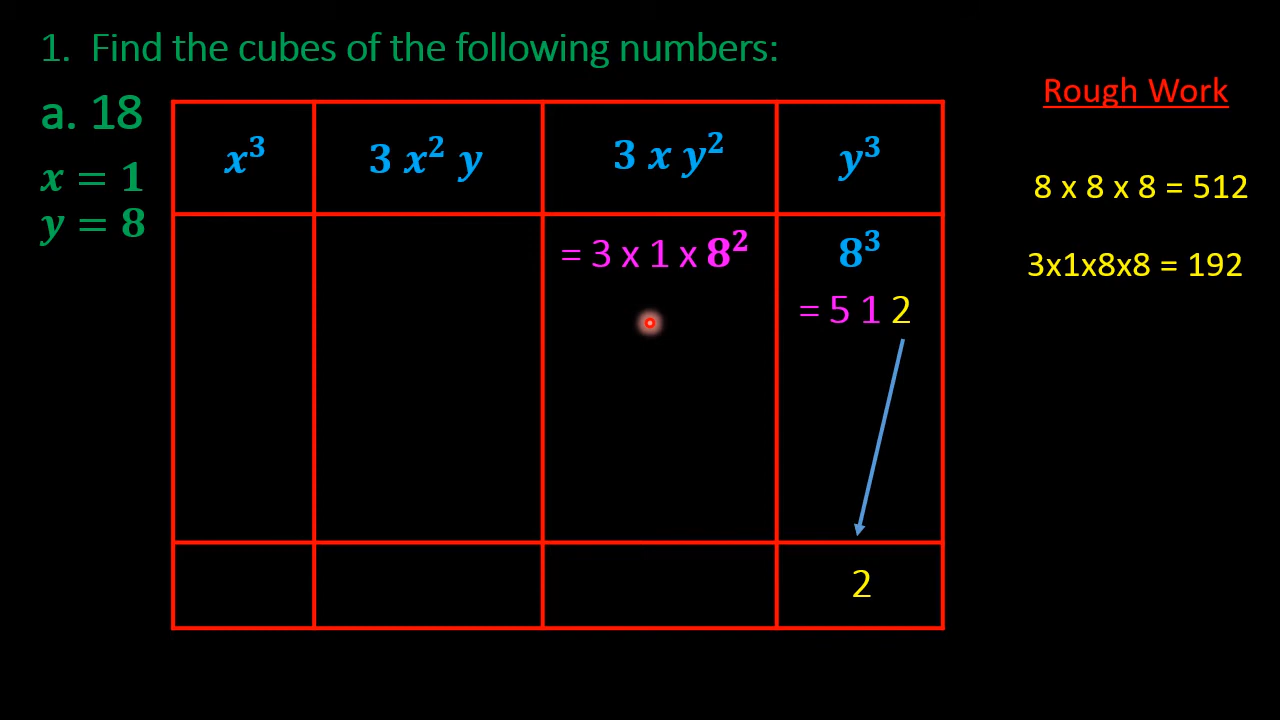 1. Find the cubes of the following numbers:
a. 18
x = 1
y = 8
x³ 3 x² y 3 x y² y³
= 3 x 1 x 8² 8³
= 5 1 2
2
Rough Work
8 x 8 x 8 = 512
3x1x8x8 = 192